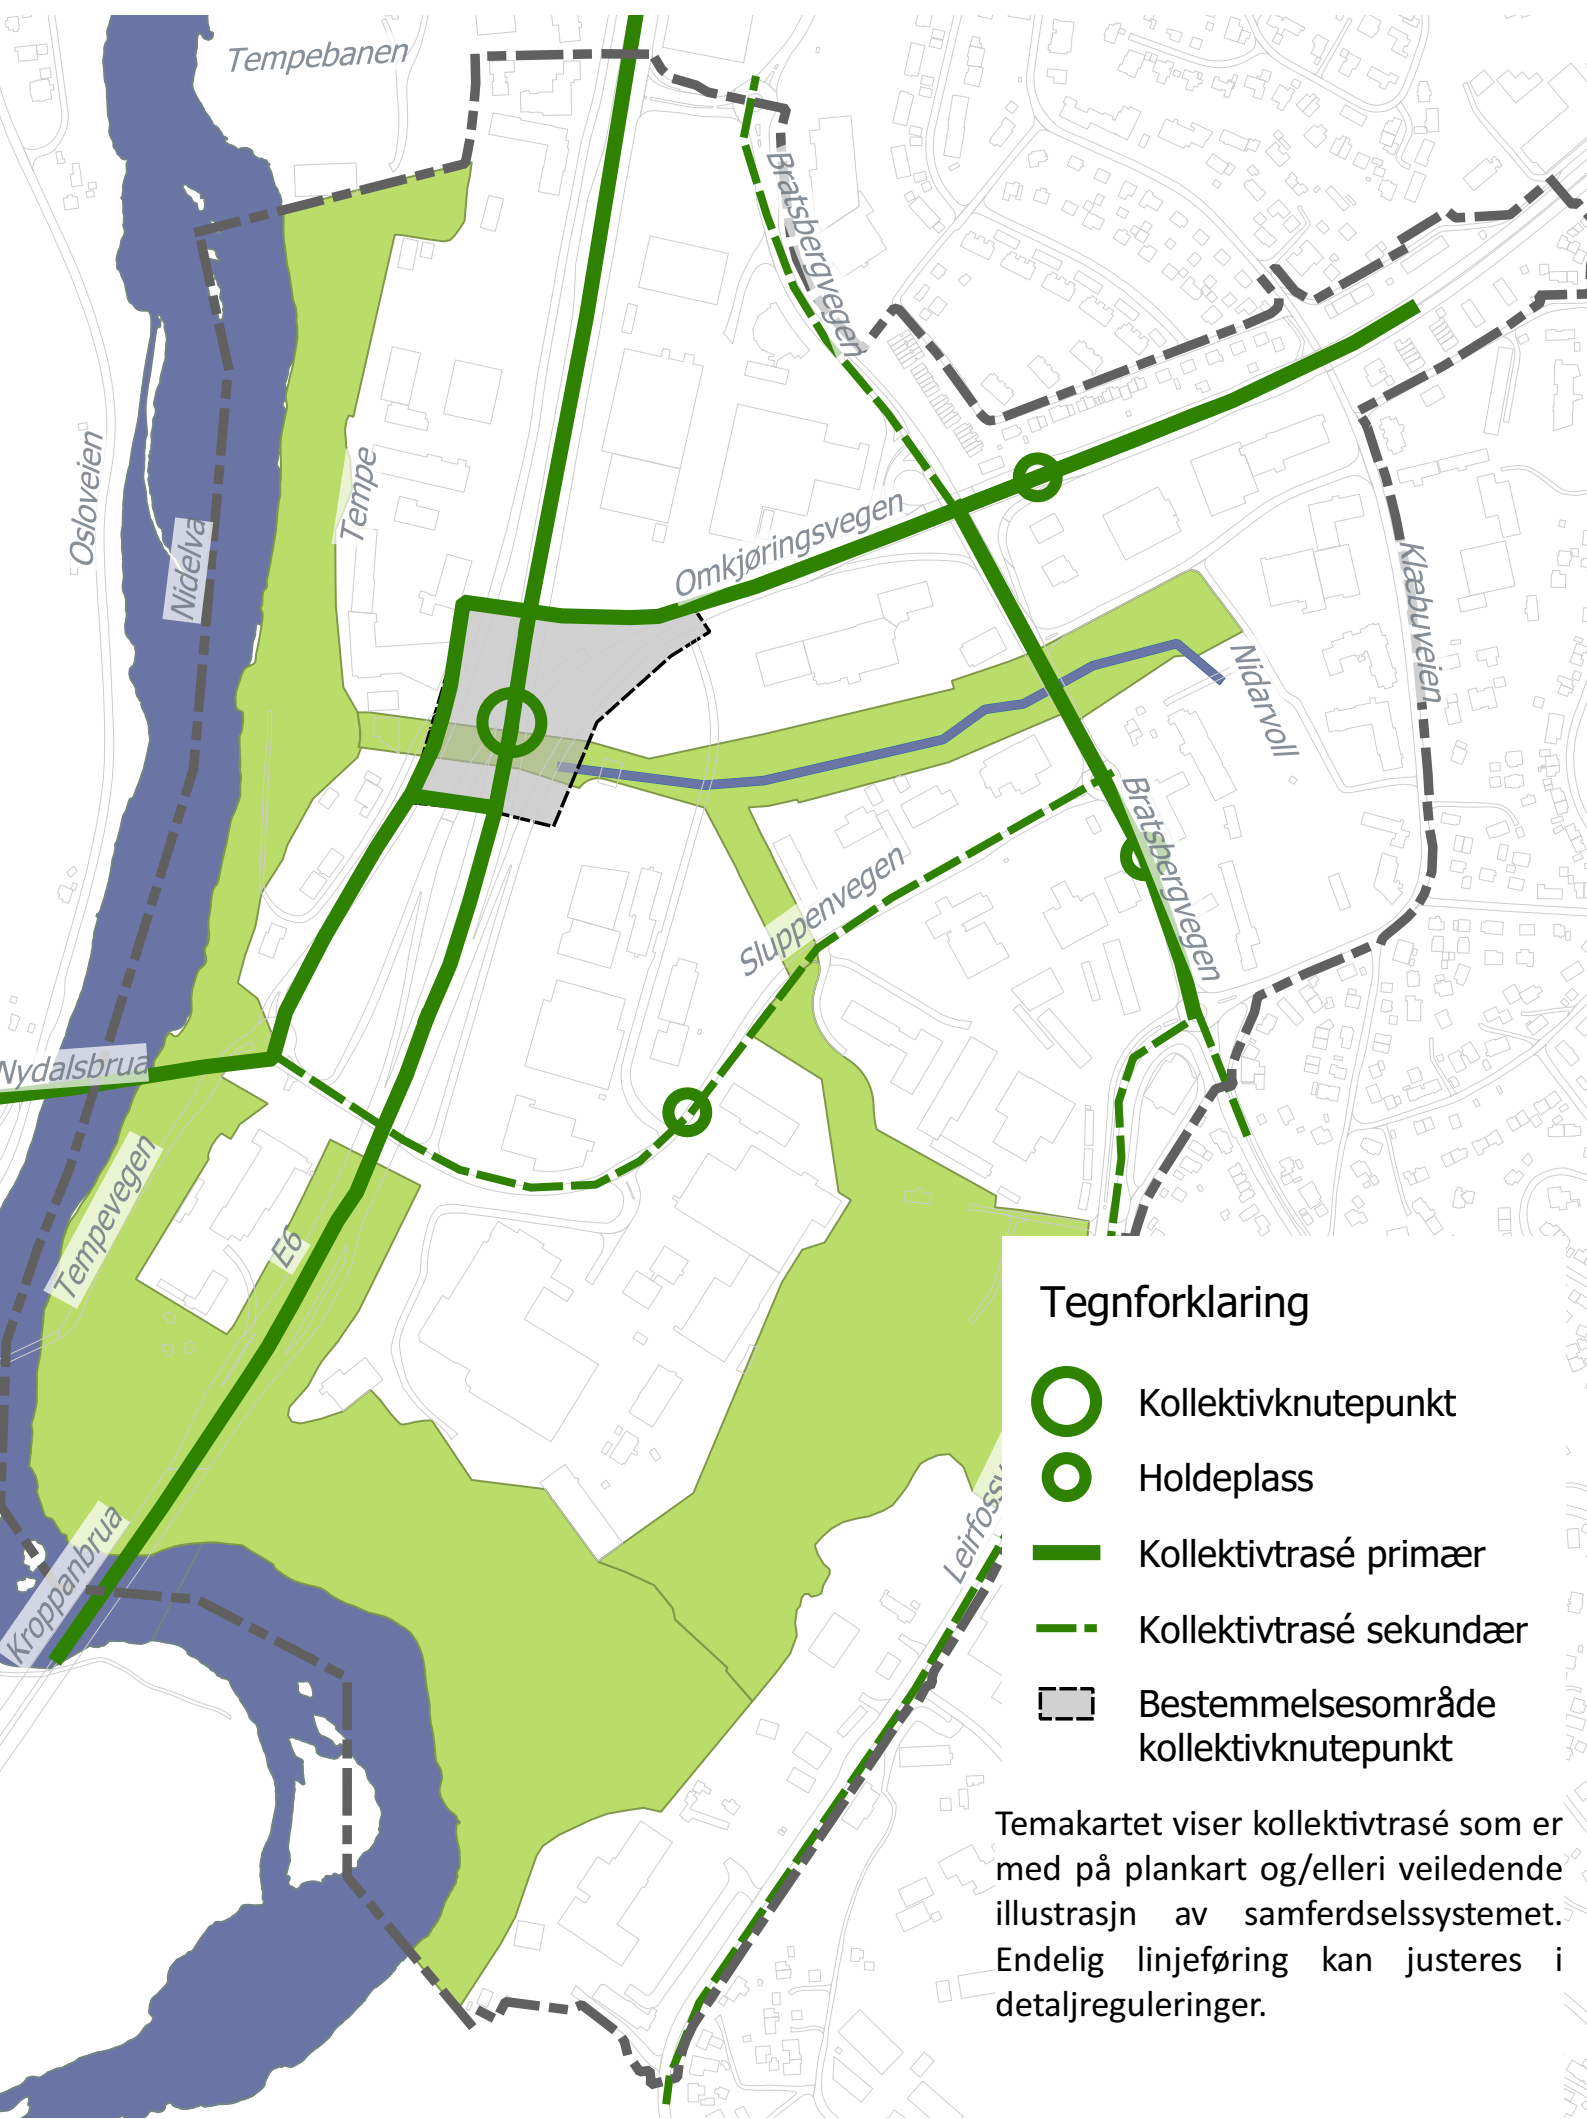 Tempebanen
Bratsbergvegen
Osloveien
Tempe
Nidelva
Omkjøringsvegen
Klæbuveien
Nidarvoll
Bratsbergvegen
Sluppenvegen
Nydalsbrua
Tempevegen
E6
Kroppanbrua
Leirfossv
Tegnforklaring
Kollektivknutepunkt
Holdeplass
Kollektivtrasé primær
Kollektivtrasé sekundær
Bestemmelsesområde
kollektivknutepunkt
Temakartet viser kollektivtrasé som er
med på plankart og/elleri veiledende
illustrasjn av samferdselssystemet.
Endelig linjeføring kan justeres i
detaljreguleringer.